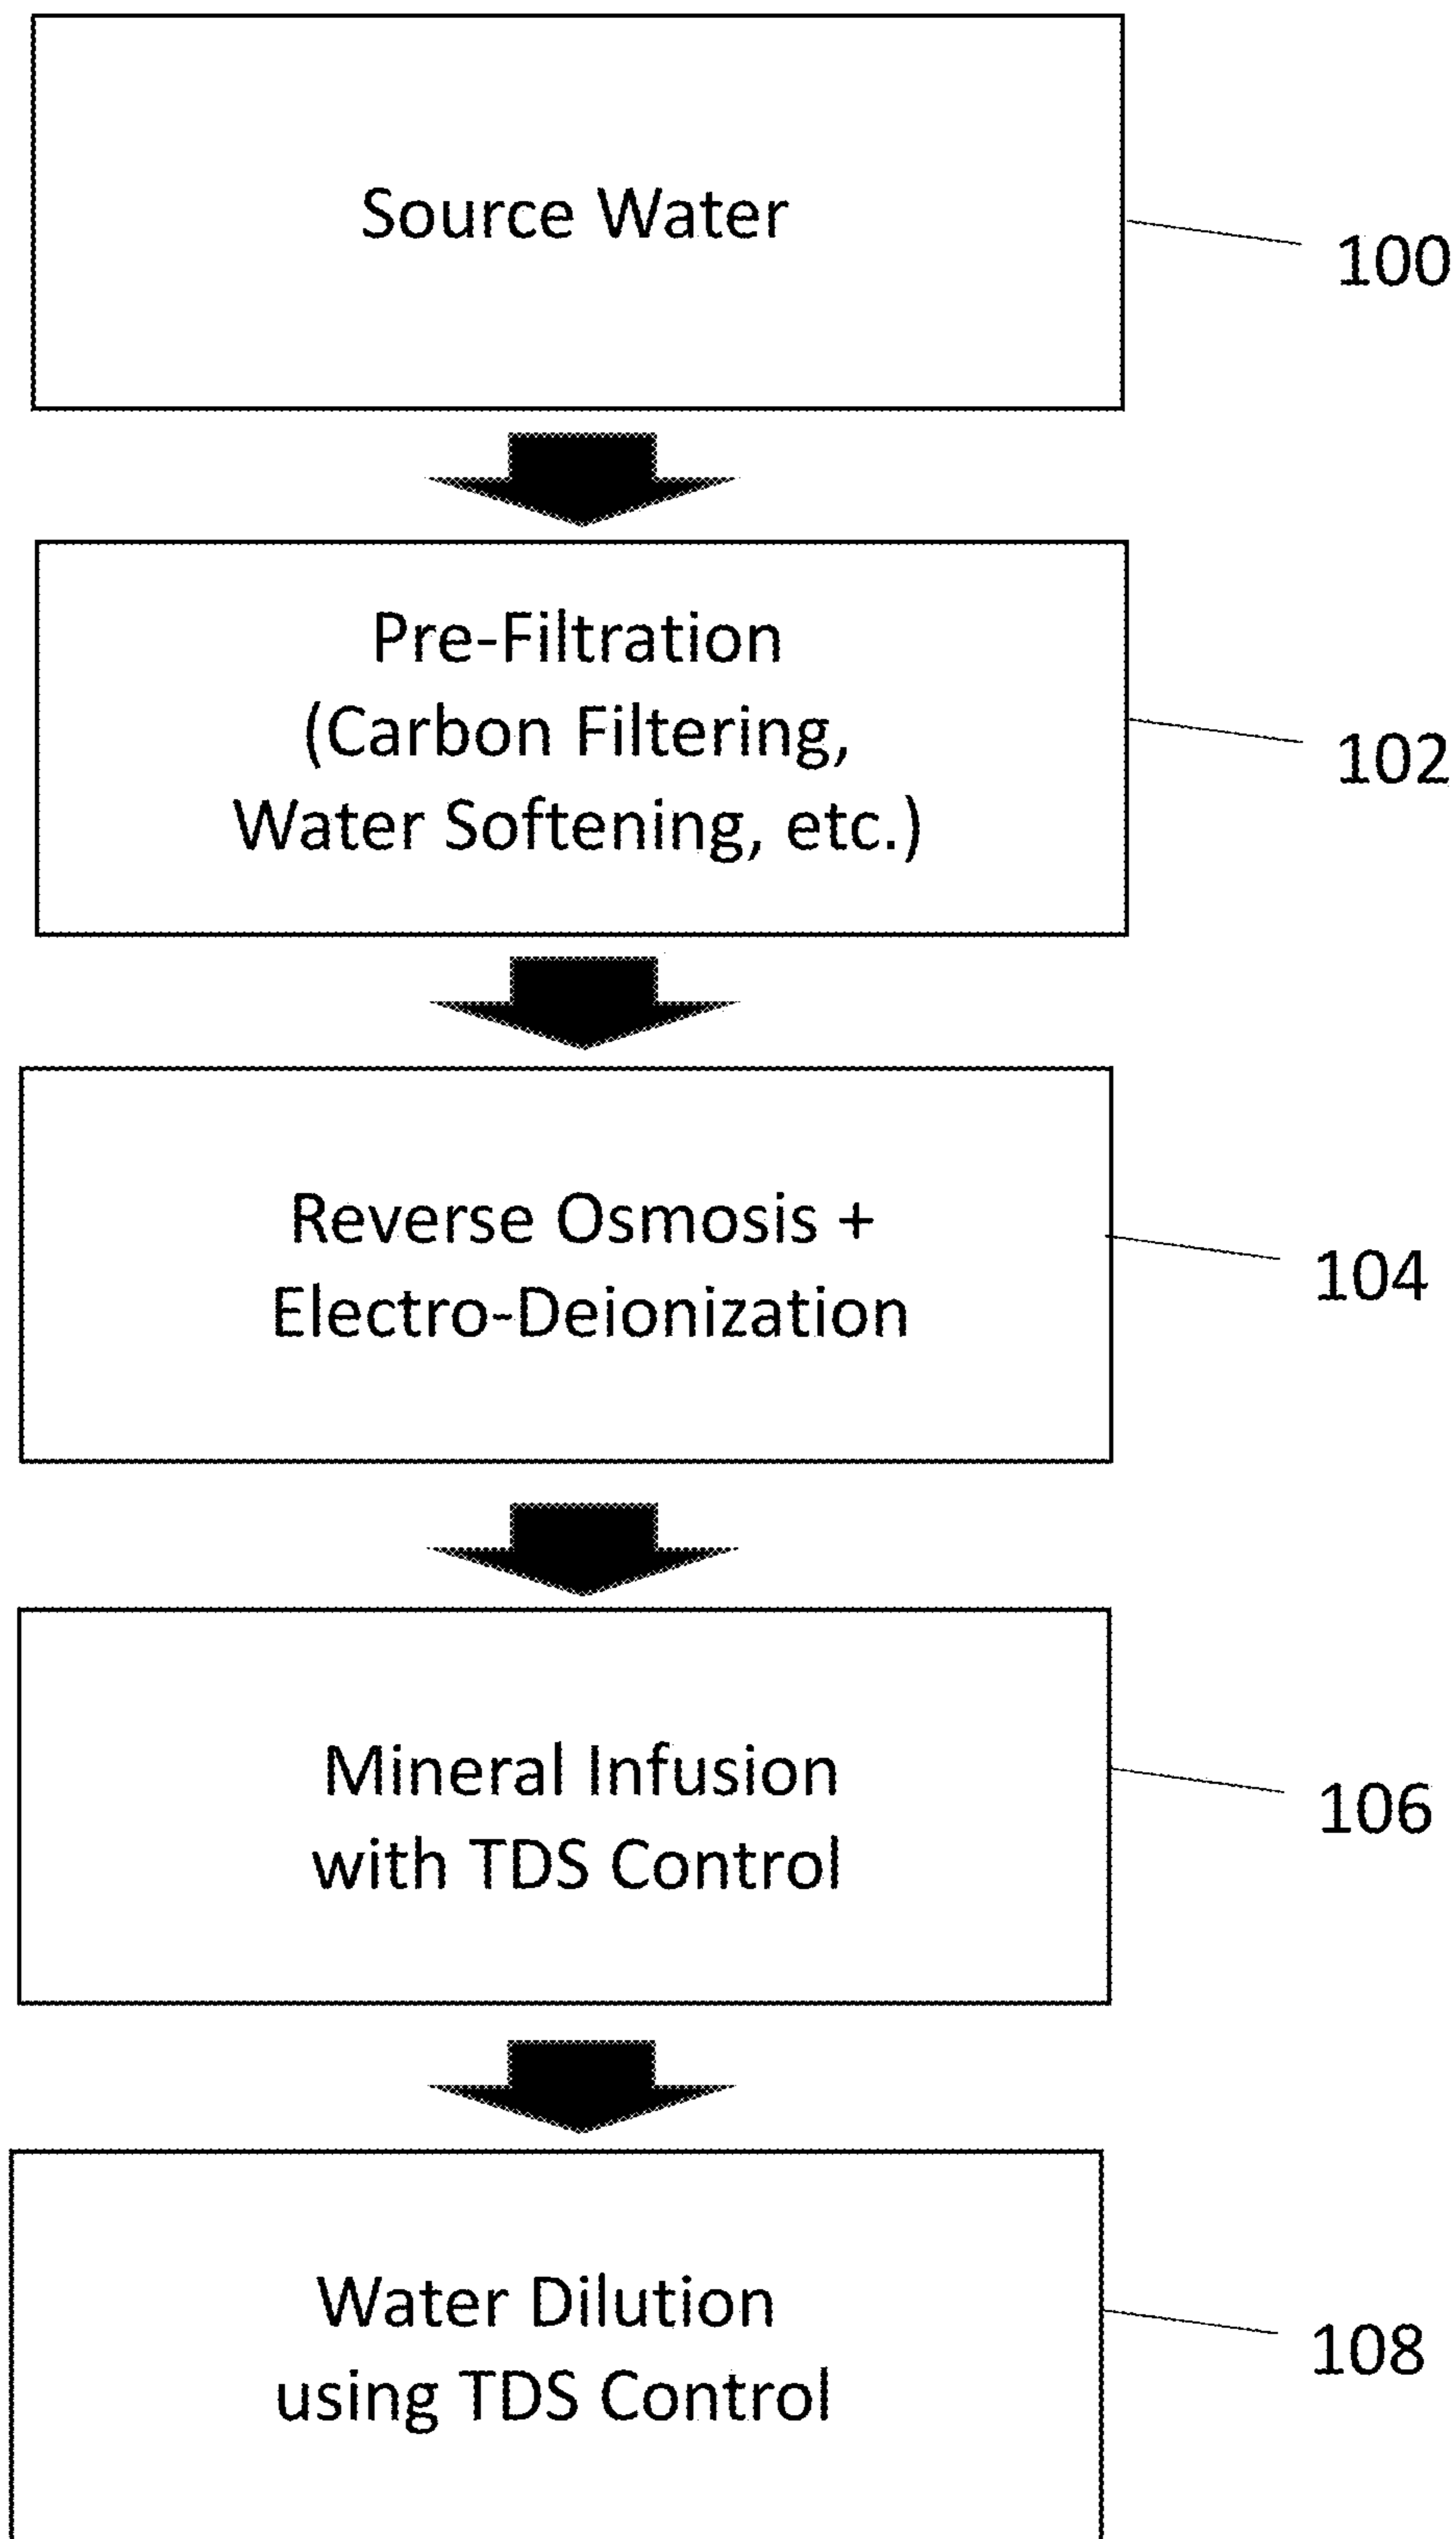 Source Water
100
Pre-Filtration
(Carbon Filtering,
Water Softening, etc.)
102
Reverse Osmosis +
Electro-Deionization
104
Mineral Infusion
with TDS Control
106
Water Dilution
using TDS Control
108